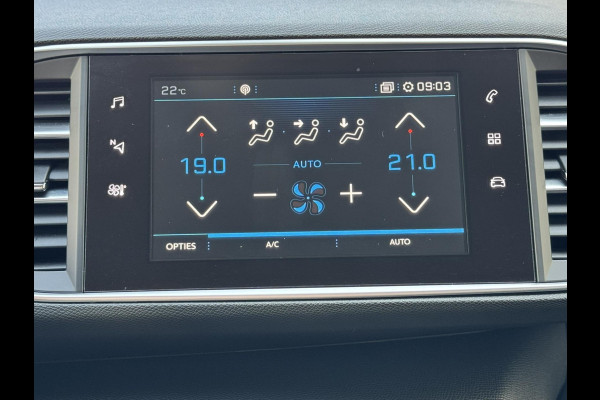 22°C 09:03
N
19.0 AUTO 21.0
OPTIES A/C AUTO